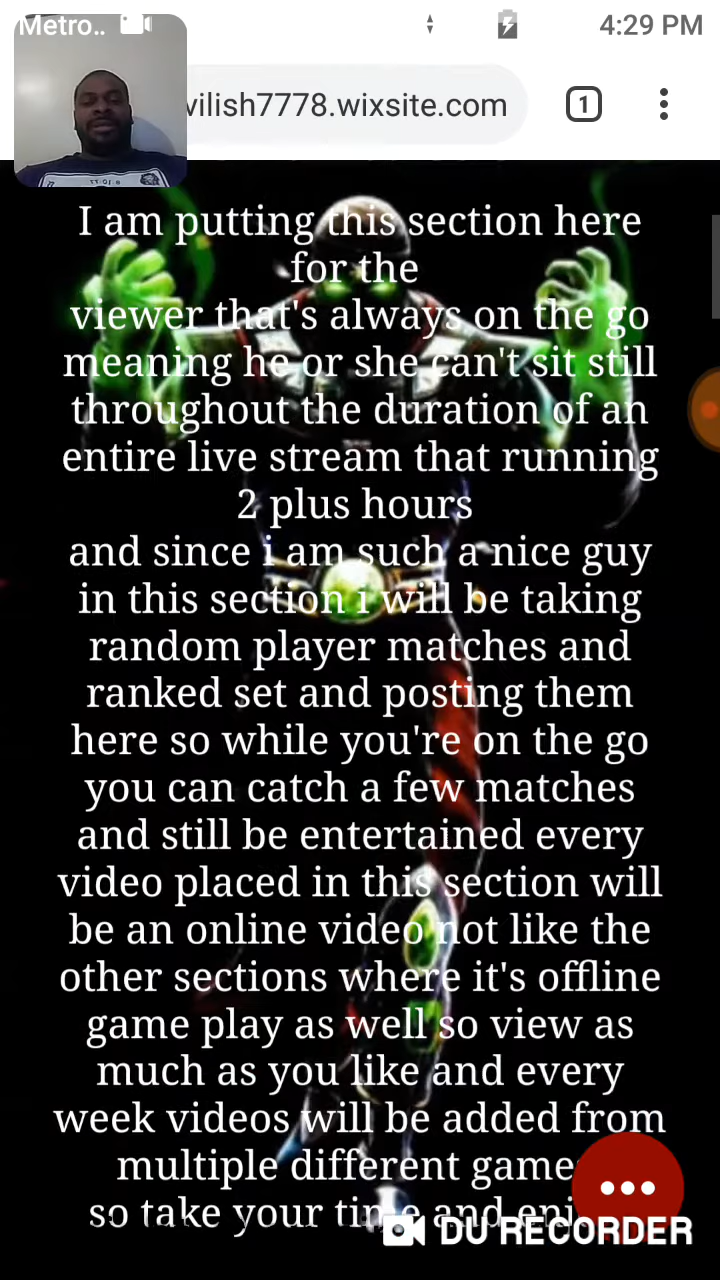 Metro..
4:29 PM
vilish7778.wixsite.com
1
I am putting this section here
for the
viewer that's always on the go
meaning he or she can't sit still
throughout the duration of an
entire live stream that running
2 plus hours
and since i am such a nice guy
in this section i will be taking
random player matches and
ranked set and posting them
here so while you're on the go
you can catch a few matches
and still be entertained every
video placed in this section will
be an online video not like the
other sections where it's offline
game play as well so view as
much as you like and every
week videos will be added from
multiple different game
so take your time and
DU RECORDER